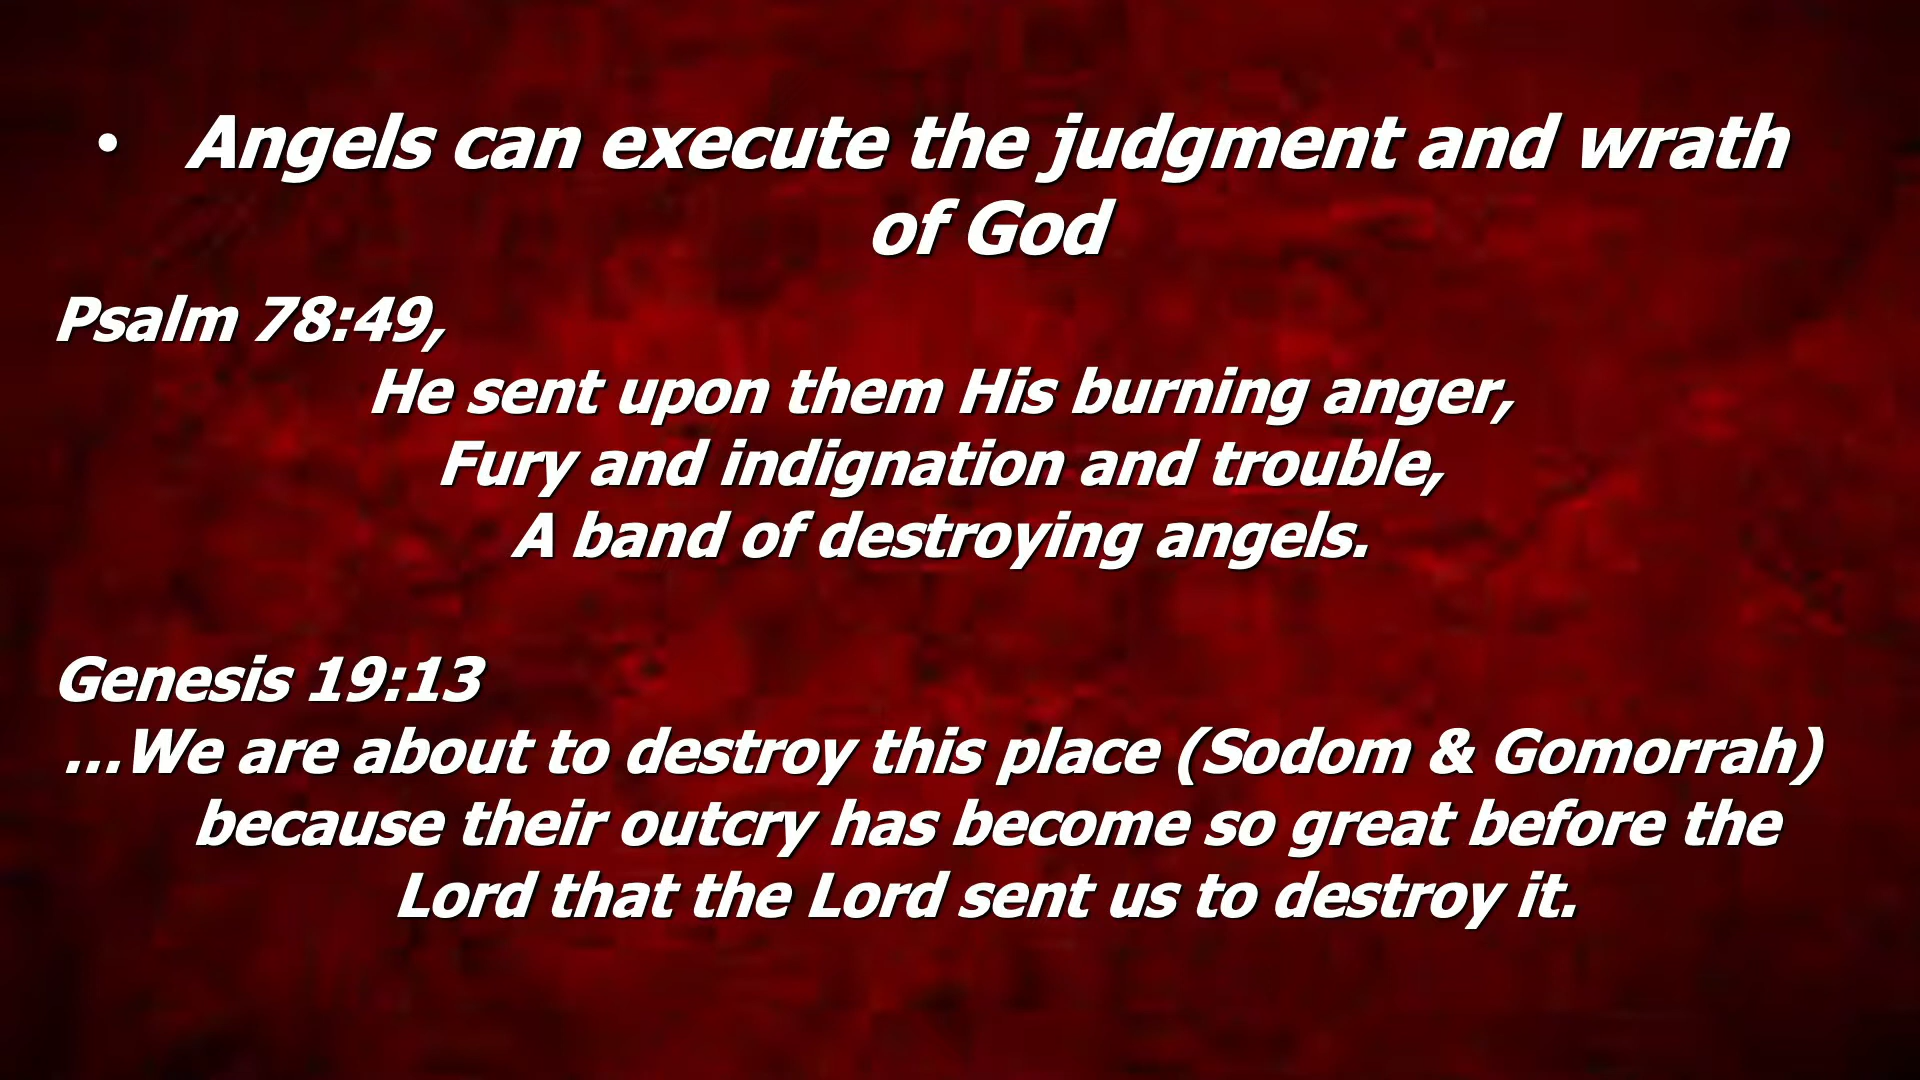 • Angels can execute the judgment and wrath
of God
Psalm 78:49,
He sent upon them His burning anger,
Fury and indignation and trouble,
A band of destroying angels.
Genesis 19:13
…We are about to destroy this place (Sodom & Gomorrah)
because their outcry has become so great before the
Lord that the Lord sent us to destroy it.